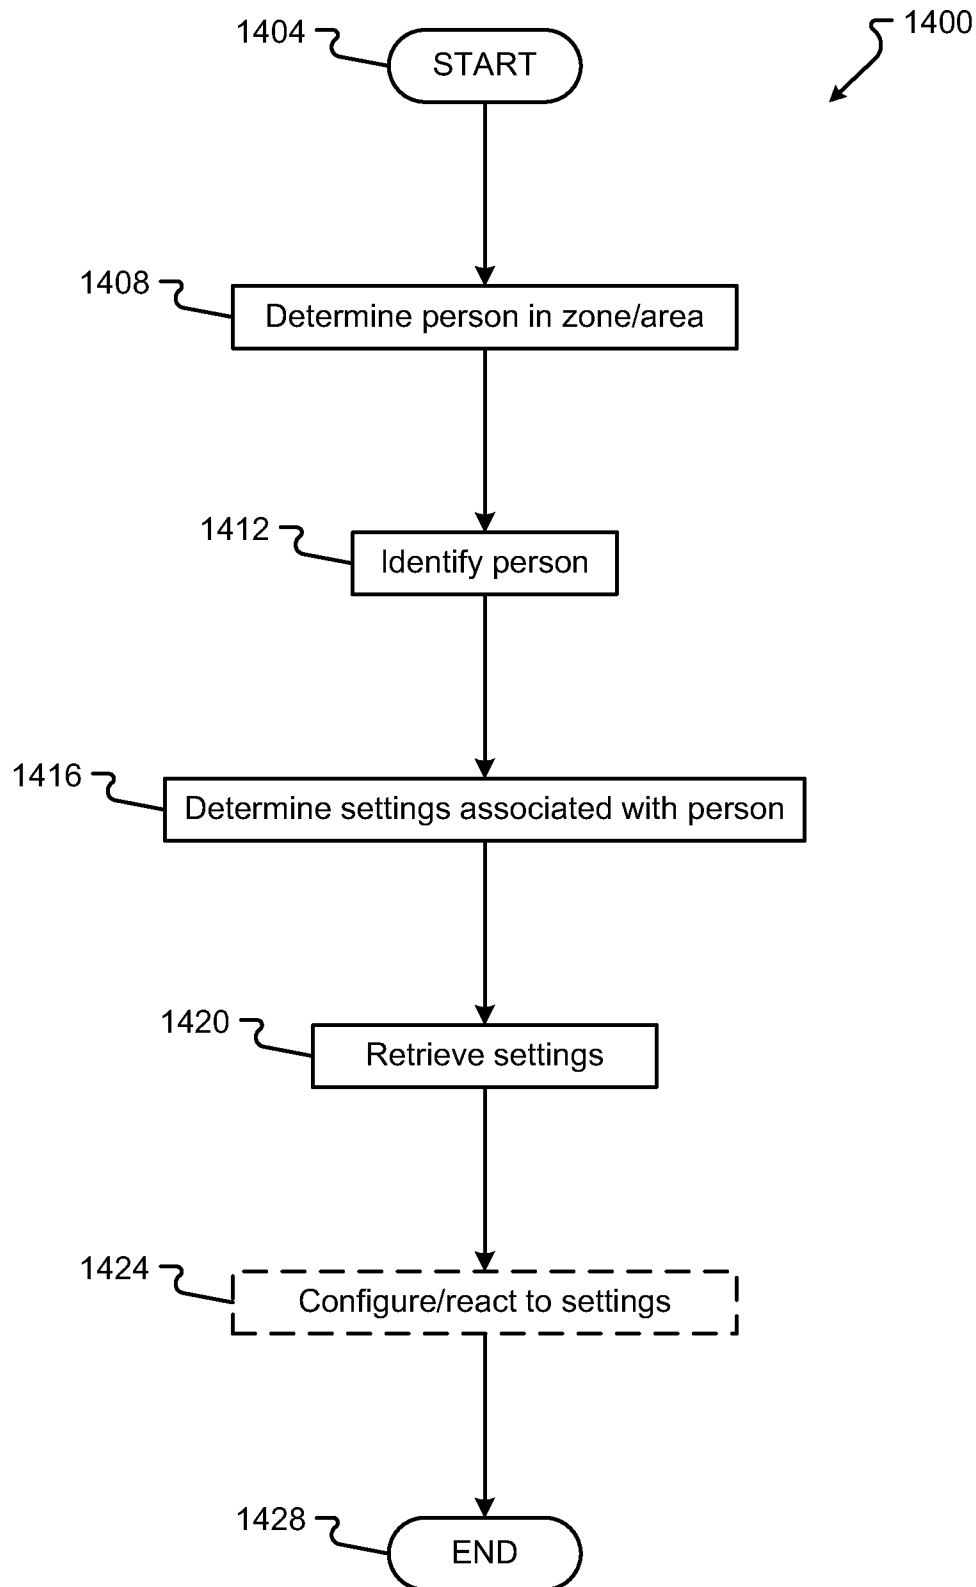 1400
1404
START
1408
Determine person in zone/area
1412
Identify person
1416
Determine settings associated with person
1420
Retrieve settings
1424
Configure/react to settings
1428
END